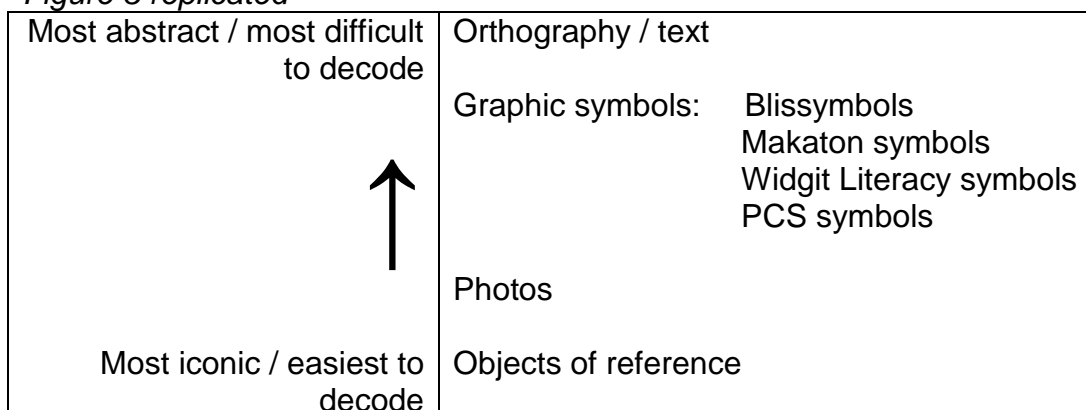 Figure 3 replicated
Most abstract / most difficult to decode
Orthography / text
Graphic symbols: Blissymbols
Makaton symbols
Widgit Literacy symbols
PCS symbols
Photos
Most iconic / easiest to decode
Objects of reference